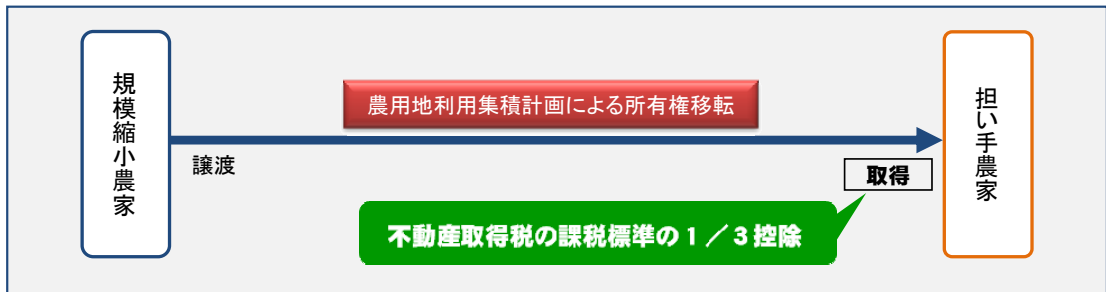 規模縮小農家
農用地利用集積計画による所有権移転
譲渡
取得
不動産取得税の課税標準の1／3控除
担い手農家